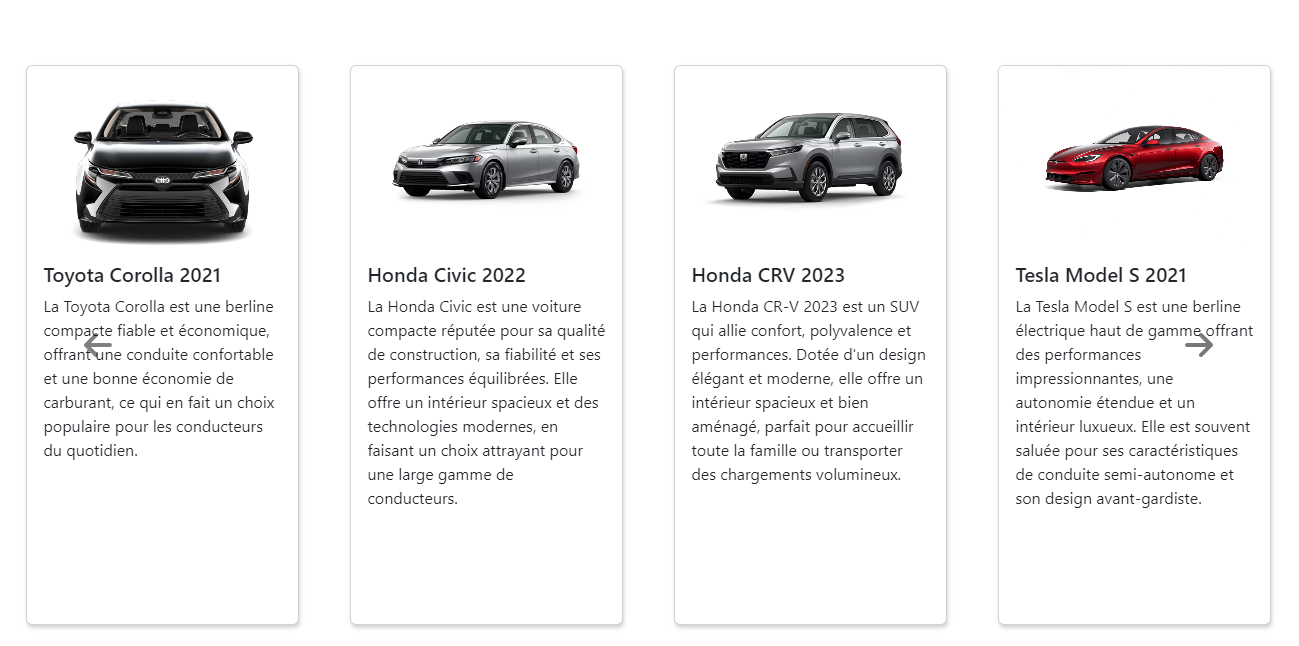 Toyota Corolla 2021
La Toyota Corolla est une berline
compacte fiable et économique,
offrant une conduite confortable
et une bonne économie de
carburant, ce qui en fait un choix
populaire pour les conducteurs
du quotidien.
Honda Civic 2022
La Honda Civic est une voiture
compacte réputée pour sa qualité
de construction, sa fiabilité et ses
performances équilibrées. Elle
offre un intérieur spacieux et des
technologies modernes, en
faisant un choix attrayant pour
une large gamme de
conducteurs.
Honda CRV 2023
La Honda CR-V 2023 est un SUV
qui allie confort, polyvalence et
performances. Dotée d'un design
élégant et moderne, elle offre un
intérieur spacieux et bien
aménagé, parfait pour accueillir
toute la famille ou transporter
des chargements volumineux.
Tesla Model S 2021
La Tesla Model S est une berline
électrique haut de gamme offrant
des performances
impressionnantes, une
autonomie étendue et un
intérieur luxueux. Elle est souvent
saluée pour ses caractéristiques
de conduite semi-autonome et
son design avant-gardiste.